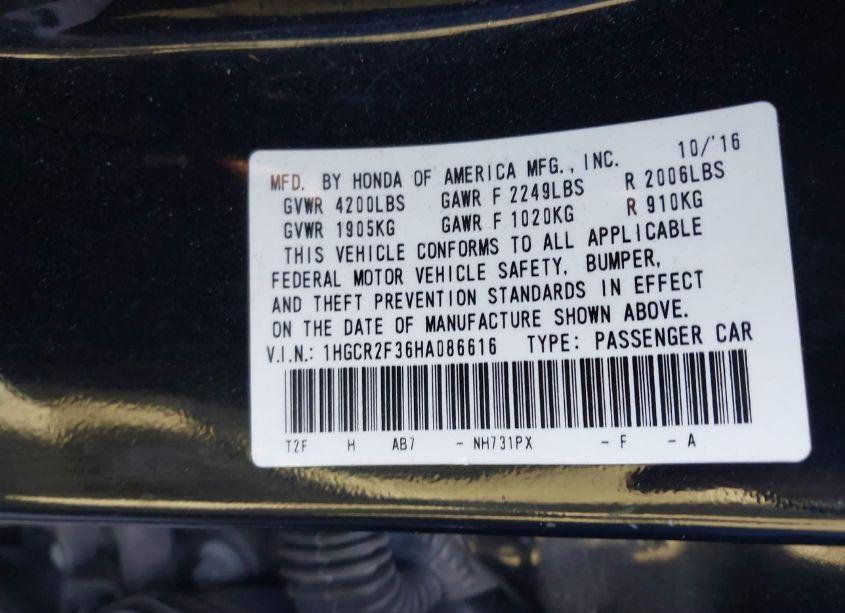 MFD. BY HONDA OF AMERICA MFG., INC. 10/'16
GVWR 4200LBS GAWR F 2249LBS R 2006LBS
GVWR 1905KG GAWR F 1020KG R 910KG
THIS VEHICLE CONFORMS TO ALL APPLICABLE
FEDERAL MOTOR VEHICLE SAFETY, BUMPER,
AND THEFT PREVENTION STANDARDS IN EFFECT
ON THE DATE OF MANUFACTURE SHOWN ABOVE.
V.I.N.: 1HGCR2F36HA086616 TYPE: PASSENGER CAR
T2F H AB7 - NH731PX - F - A